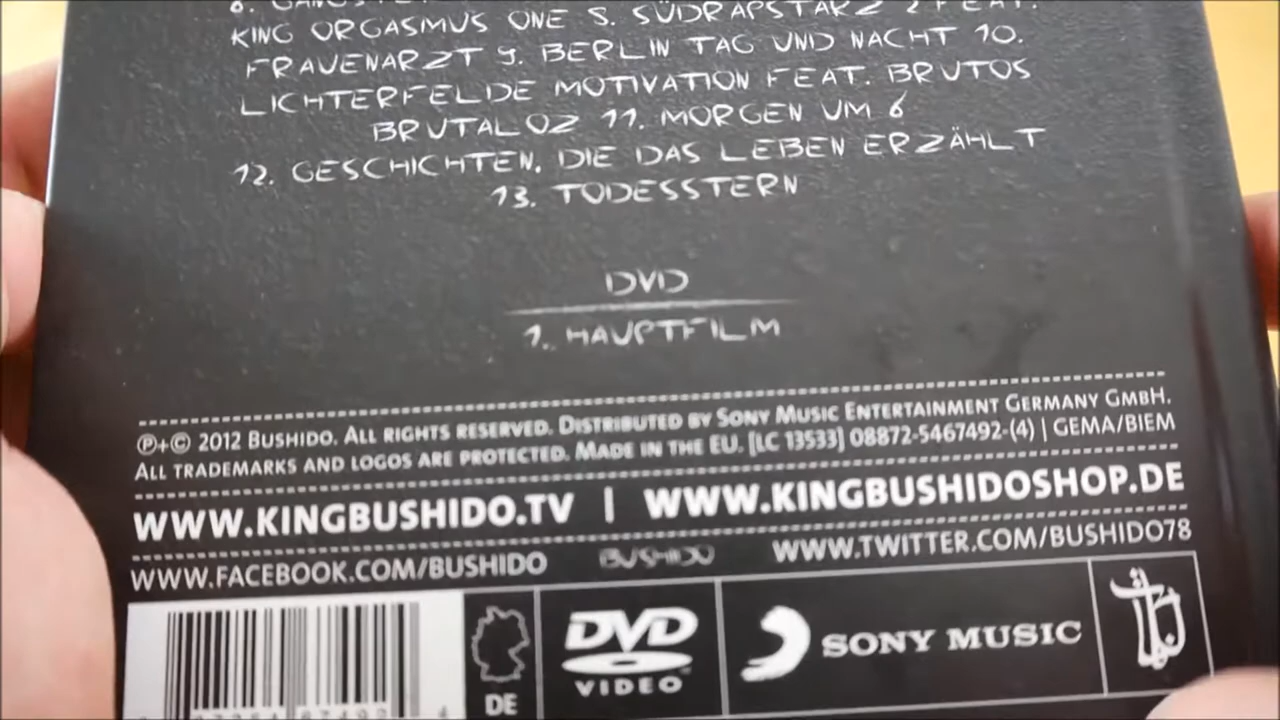 KING ORGASMUS ONE 8. SÜDRAPSTARZ 2 FEAT.
FRAUENARZT 9. BERLIN TAG UND NACHT 10.
LICHTERFELDE MOTIVATION FEAT. BRUTOS
BRUTALOZ 11. MORGEN UM 6
12. GESCHICHTEN, DIE DAS LEBEN ERZÄHLT
13. TODESSTERN
DVD
1. HAUPTFILM
℗+© 2012 BUSHIDO. ALL RIGHTS RESERVED. DISTRIBUTED BY SONY MUSIC ENTERTAINMENT GERMANY GMBH.
ALL TRADEMARKS AND LOGOS ARE PROTECTED. MADE IN THE EU. [LC 13533] 08872-5467492-(4) | GEMA/BIEM
WWW.KINGBUSHIDO.TV | WWW.KINGBUSHIDOSHOP.DE
WWW.FACEBOOK.COM/BUSHIDO BUSHIDO WWW.TWITTER.COM/BUSHIDO78
DE
DVD
VIDEO
SONY MUSIC